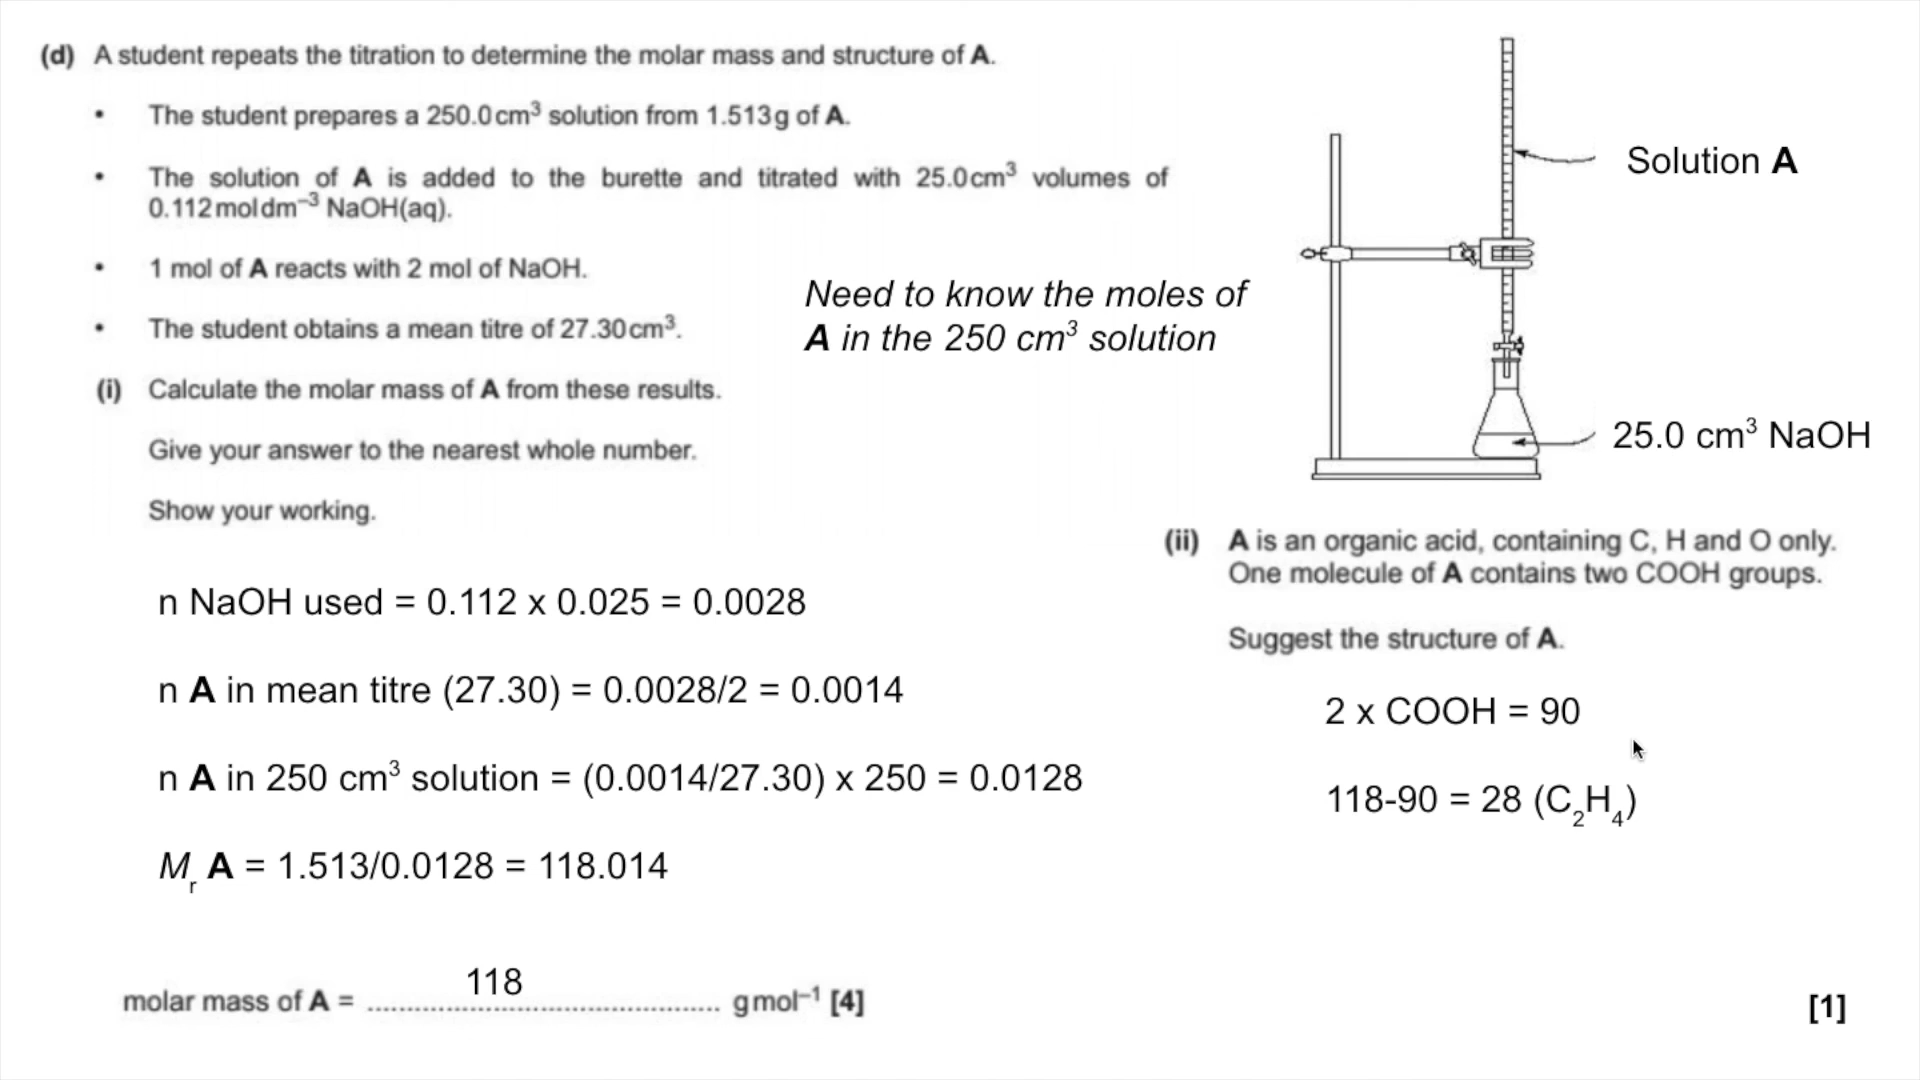 (d) A student repeats the titration to determine the molar mass and structure of A.
• The student prepares a 250.0 cm³ solution from 1.513 g of A.
• The solution of A is added to the burette and titrated with 25.0 cm³ volumes of
0.112 mol dm⁻³ NaOH(aq).
• 1 mol of A reacts with 2 mol of NaOH.
• The student obtains a mean titre of 27.30 cm³.
Need to know the moles of
A in the 250 cm³ solution
Solution A
25.0 cm³ NaOH
(i) Calculate the molar mass of A from these results.
Give your answer to the nearest whole number.
Show your working.
n NaOH used = 0.112 x 0.025 = 0.0028
n A in mean titre (27.30) = 0.0028/2 = 0.0014
n A in 250 cm³ solution = (0.0014/27.30) x 250 = 0.0128
Mᵣ A = 1.513/0.0128 = 118.014
118
molar mass of A = ........................................................ g mol⁻¹ [4]
(ii) A is an organic acid, containing C, H and O only.
One molecule of A contains two COOH groups.
Suggest the structure of A.
2 x COOH = 90
118-90 = 28 (C₂H₄)
[1]